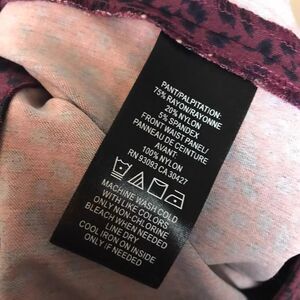 PANT/PALPITATION:
75% RAYON/RAYONNE
20% NYLON
5% SPANDEX
FRONT WAIST PANEL/
PANNEAU DE CEINTURE
AVANT:
100% NYLON
RN 93093 CA 30427
MACHINE WASH COLD
WITH LIKE COLORS
ONLY NON-CHLORINE
BLEACH WHEN NEEDED
LINE DRY
COOL IRON ON INSIDE
ONLY IF NEEDED